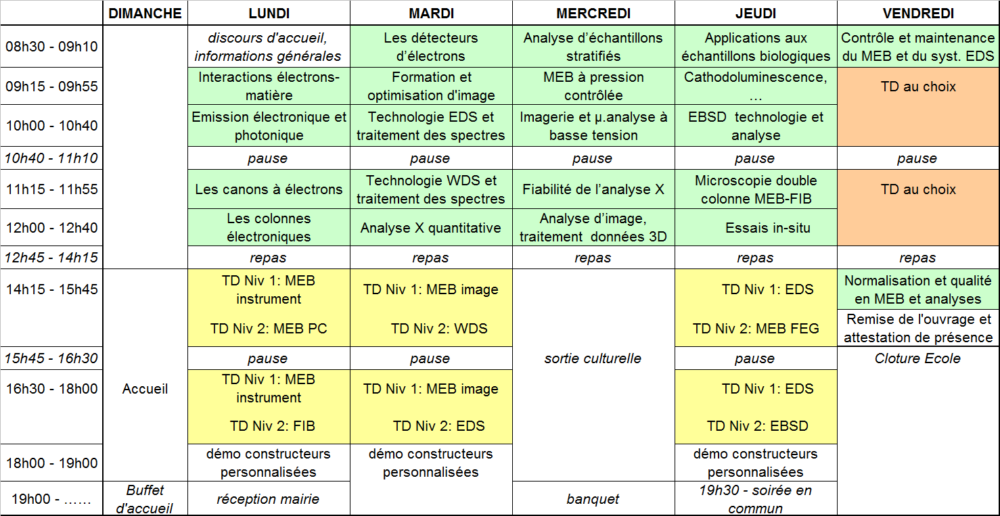 DIMANCHE LUNDI MARDI MERCREDI JEUDI VENDREDI
08h30 - 09h10
discours d'accueil,
informations générales
Les détecteurs
d’électrons
Analyse d’échantillons
stratifiés
Applications aux
échantillons biologiques
Contrôle et maintenance
du MEB et du syst. EDS
09h15 - 09h55
Interactions électrons-
matière
Formation et
optimisation d'image
MEB à pression
contrôlée
Cathodoluminescence,
…
TD au choix
10h00 - 10h40
Emission électronique et
photonique
Technologie EDS et
traitement des spectres
Imagerie et µ.analyse à
basse tension
EBSD technologie et
analyse
10h40 - 11h10 pause pause pause pause pause
11h15 - 11h55
Les canons à électrons
Technologie WDS et
traitement des spectres
Fiabilité de l’analyse X
Microscopie double
colonne MEB-FIB
TD au choix
12h00 - 12h40
Les colonnes
électroniques
Analyse X quantitative
Analyse d’image,
traitement données 3D
Essais in-situ
12h45 - 14h15 repas repas repas repas repas
14h15 - 15h45
TD Niv 1: MEB
instrument
TD Niv 2: MEB PC
TD Niv 1: MEB image
TD Niv 2: WDS
TD Niv 1: EDS
TD Niv 2: MEB FEG
Normalisation et qualité
en MEB et analyses
Remise de l'ouvrage et
attestation de présence
15h45 - 16h30 pause pause sortie culturelle pause Cloture Ecole
16h30 - 18h00
Accueil
TD Niv 1: MEB
instrument
TD Niv 2: FIB
TD Niv 1: MEB image
TD Niv 2: EDS
TD Niv 1: EDS
TD Niv 2: EBSD
18h00 - 19h00
démo constructeurs
personnalisées
démo constructeurs
personnalisées
démo constructeurs
personnalisées
19h00 - ……
Buffet
d'accueil
réception mairie
banquet
19h30 - soirée en
commun